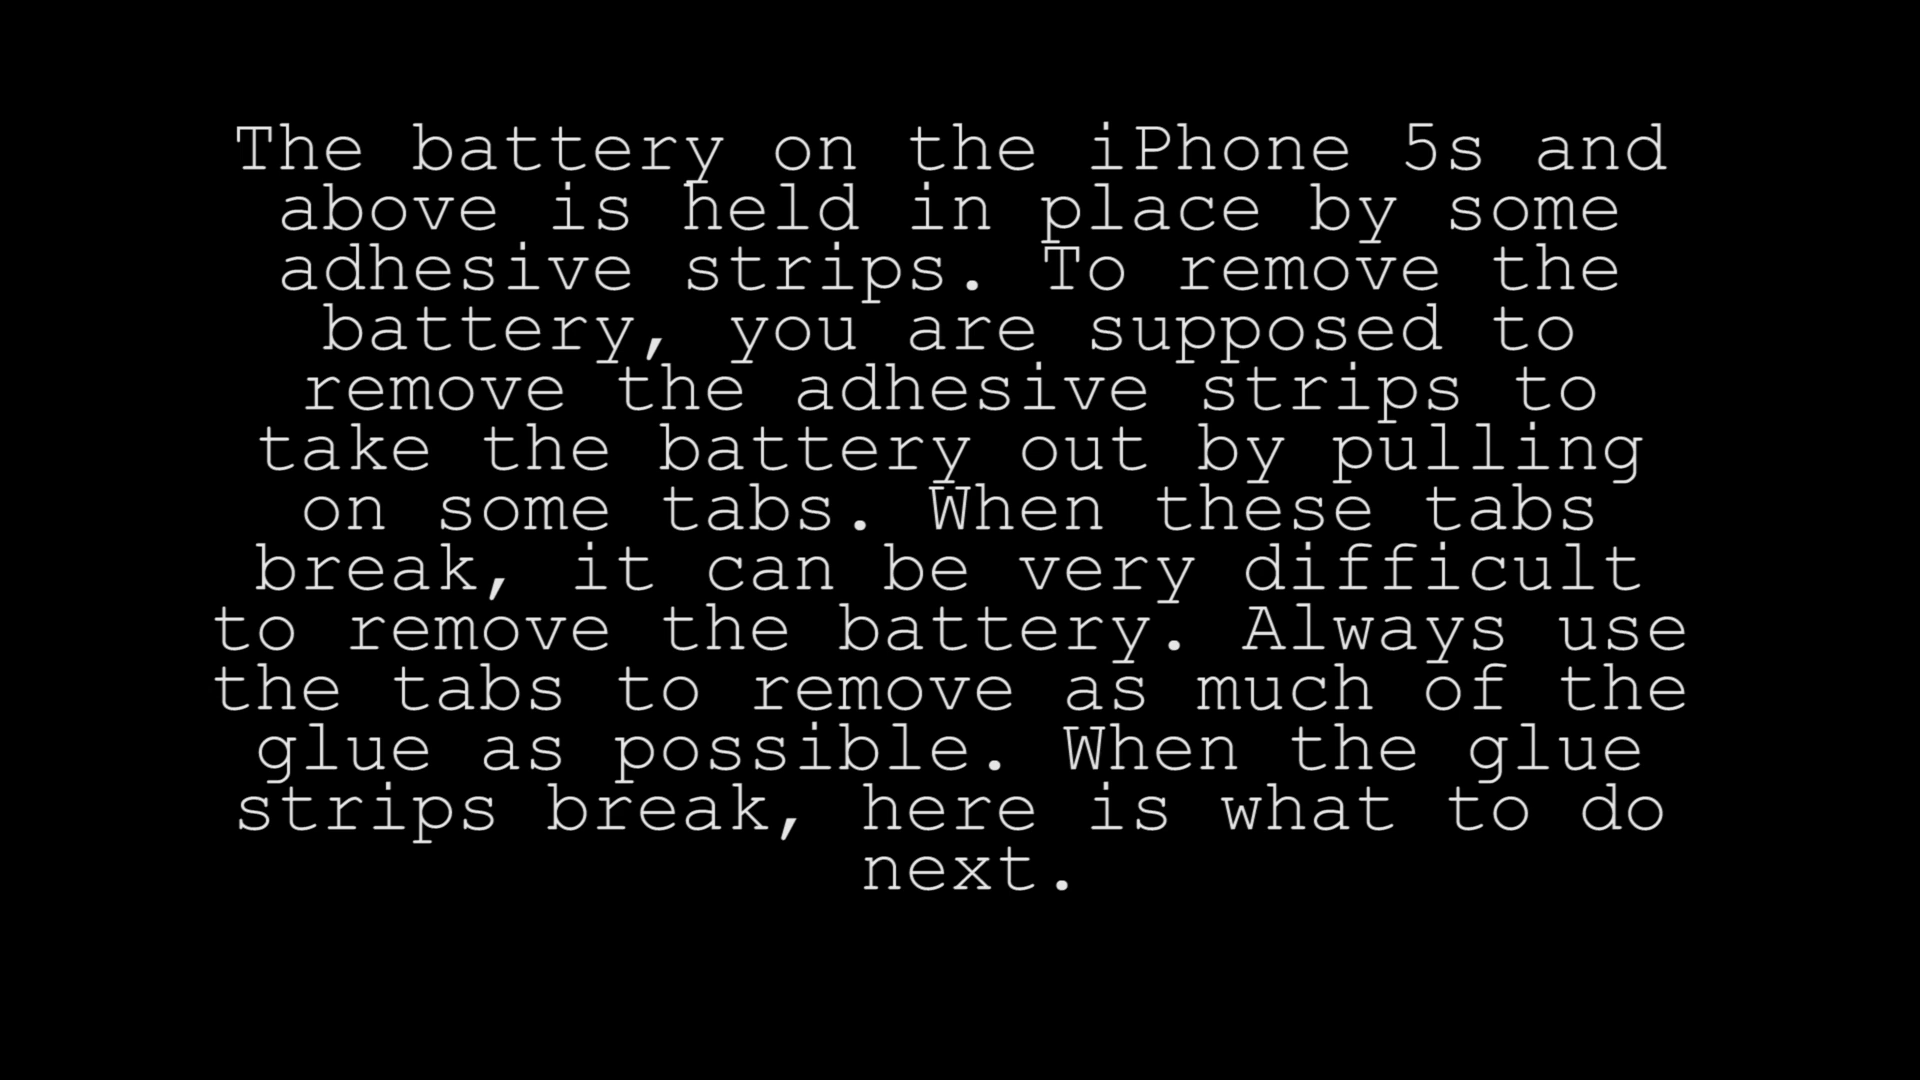 The battery on the iPhone 5s and
above is held in place by some
adhesive strips. To remove the
battery, you are supposed to
remove the adhesive strips to
take the battery out by pulling
on some tabs. When these tabs
break, it can be very difficult
to remove the battery. Always use
the tabs to remove as much of the
glue as possible. When the glue
strips break, here is what to do
next.